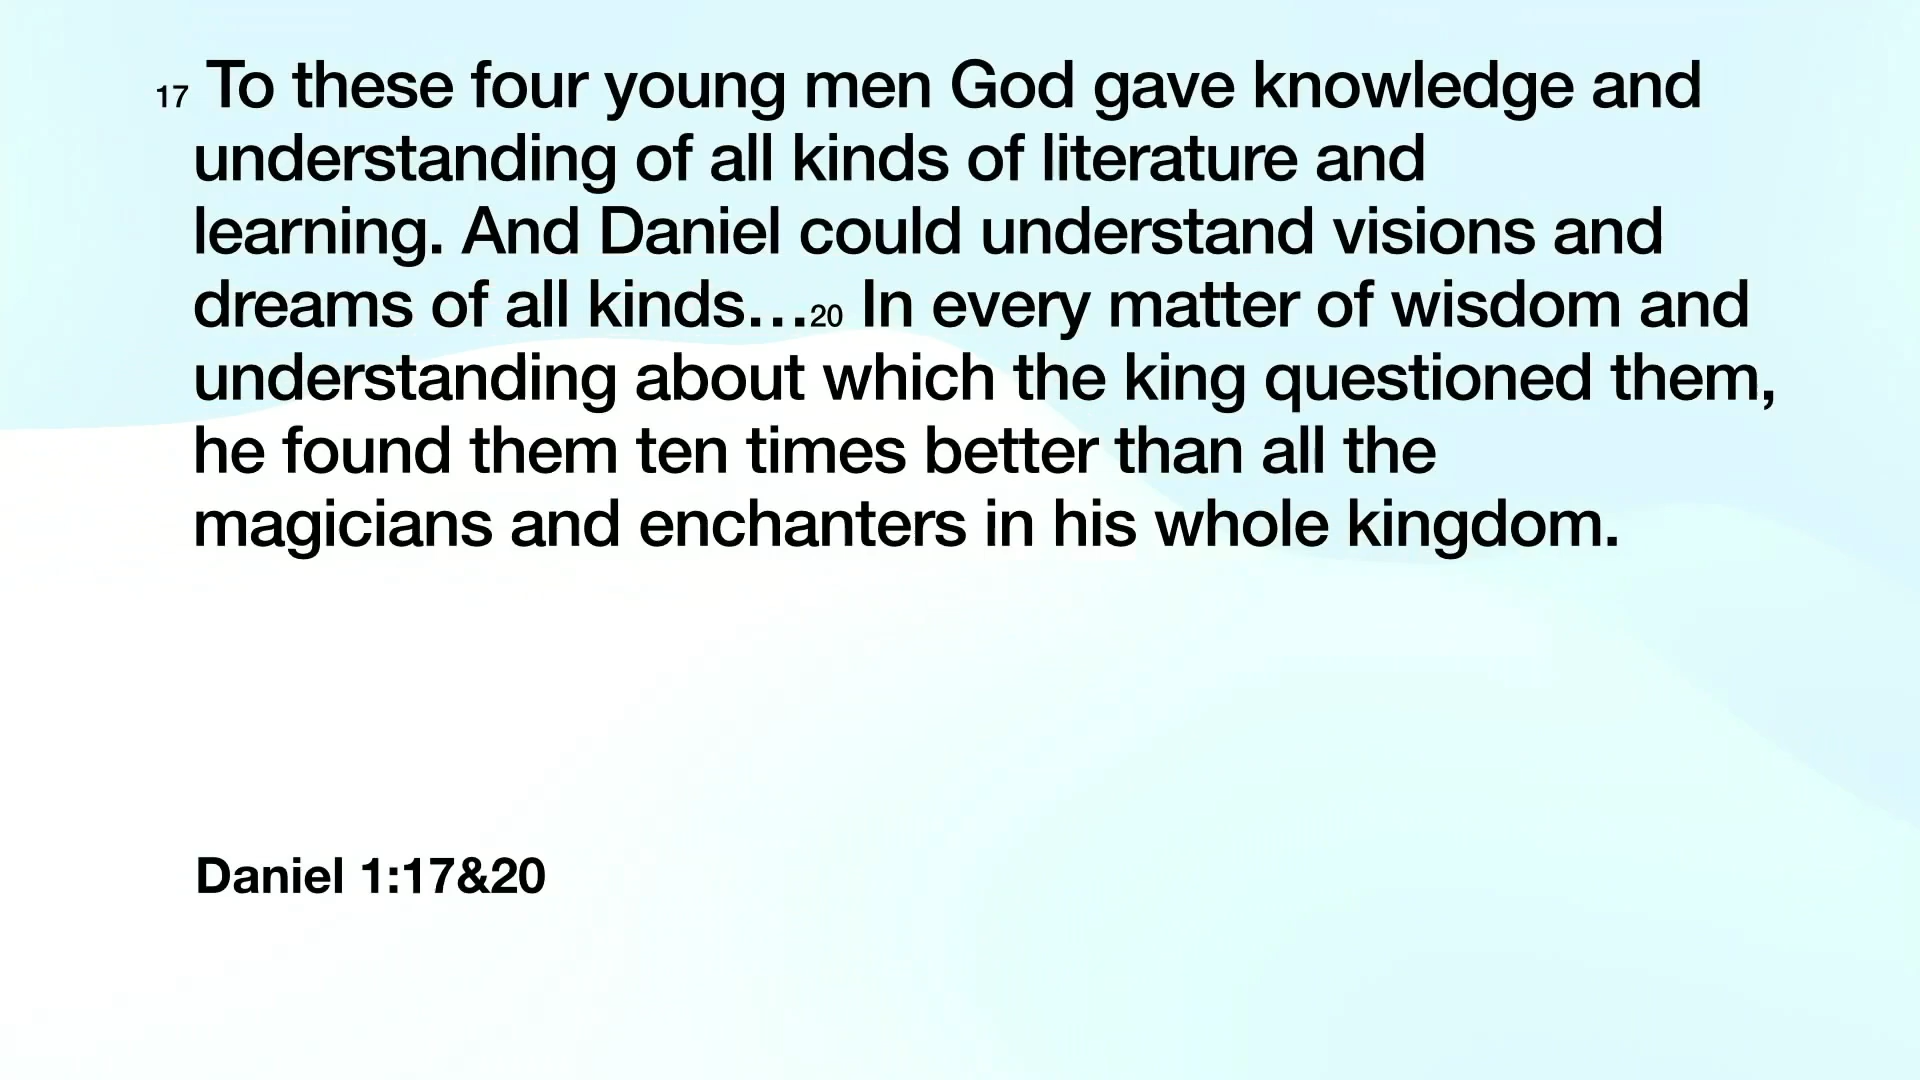 17 To these four young men God gave knowledge and
understanding of all kinds of literature and
learning. And Daniel could understand visions and
dreams of all kinds…20 In every matter of wisdom and
understanding about which the king questioned them,
he found them ten times better than all the
magicians and enchanters in his whole kingdom.
Daniel 1:17&20